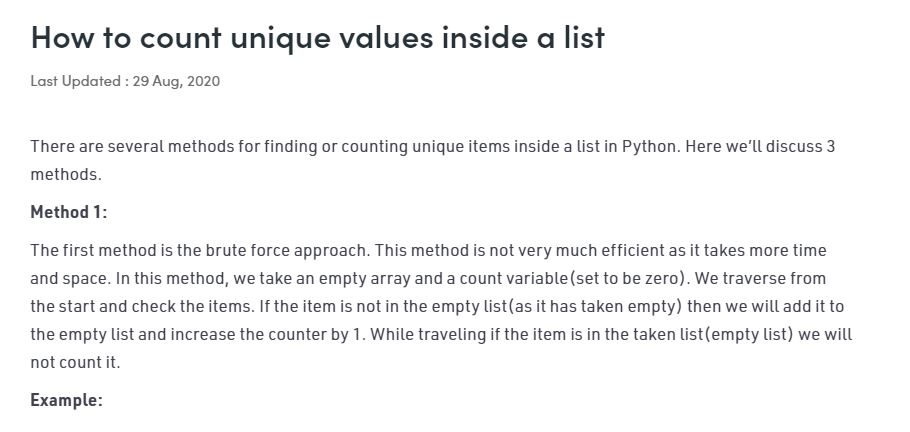 How to count unique values inside a list
Last Updated : 29 Aug, 2020
There are several methods for finding or counting unique items inside a list in Python. Here we’ll discuss 3
methods.
Method 1:
The first method is the brute force approach. This method is not very much efficient as it takes more time
and space. In this method, we take an empty array and a count variable(set to be zero). We traverse from
the start and check the items. If the item is not in the empty list(as it has taken empty) then we will add it to
the empty list and increase the counter by 1. While traveling if the item is in the taken list(empty list) we will
not count it.
Example: